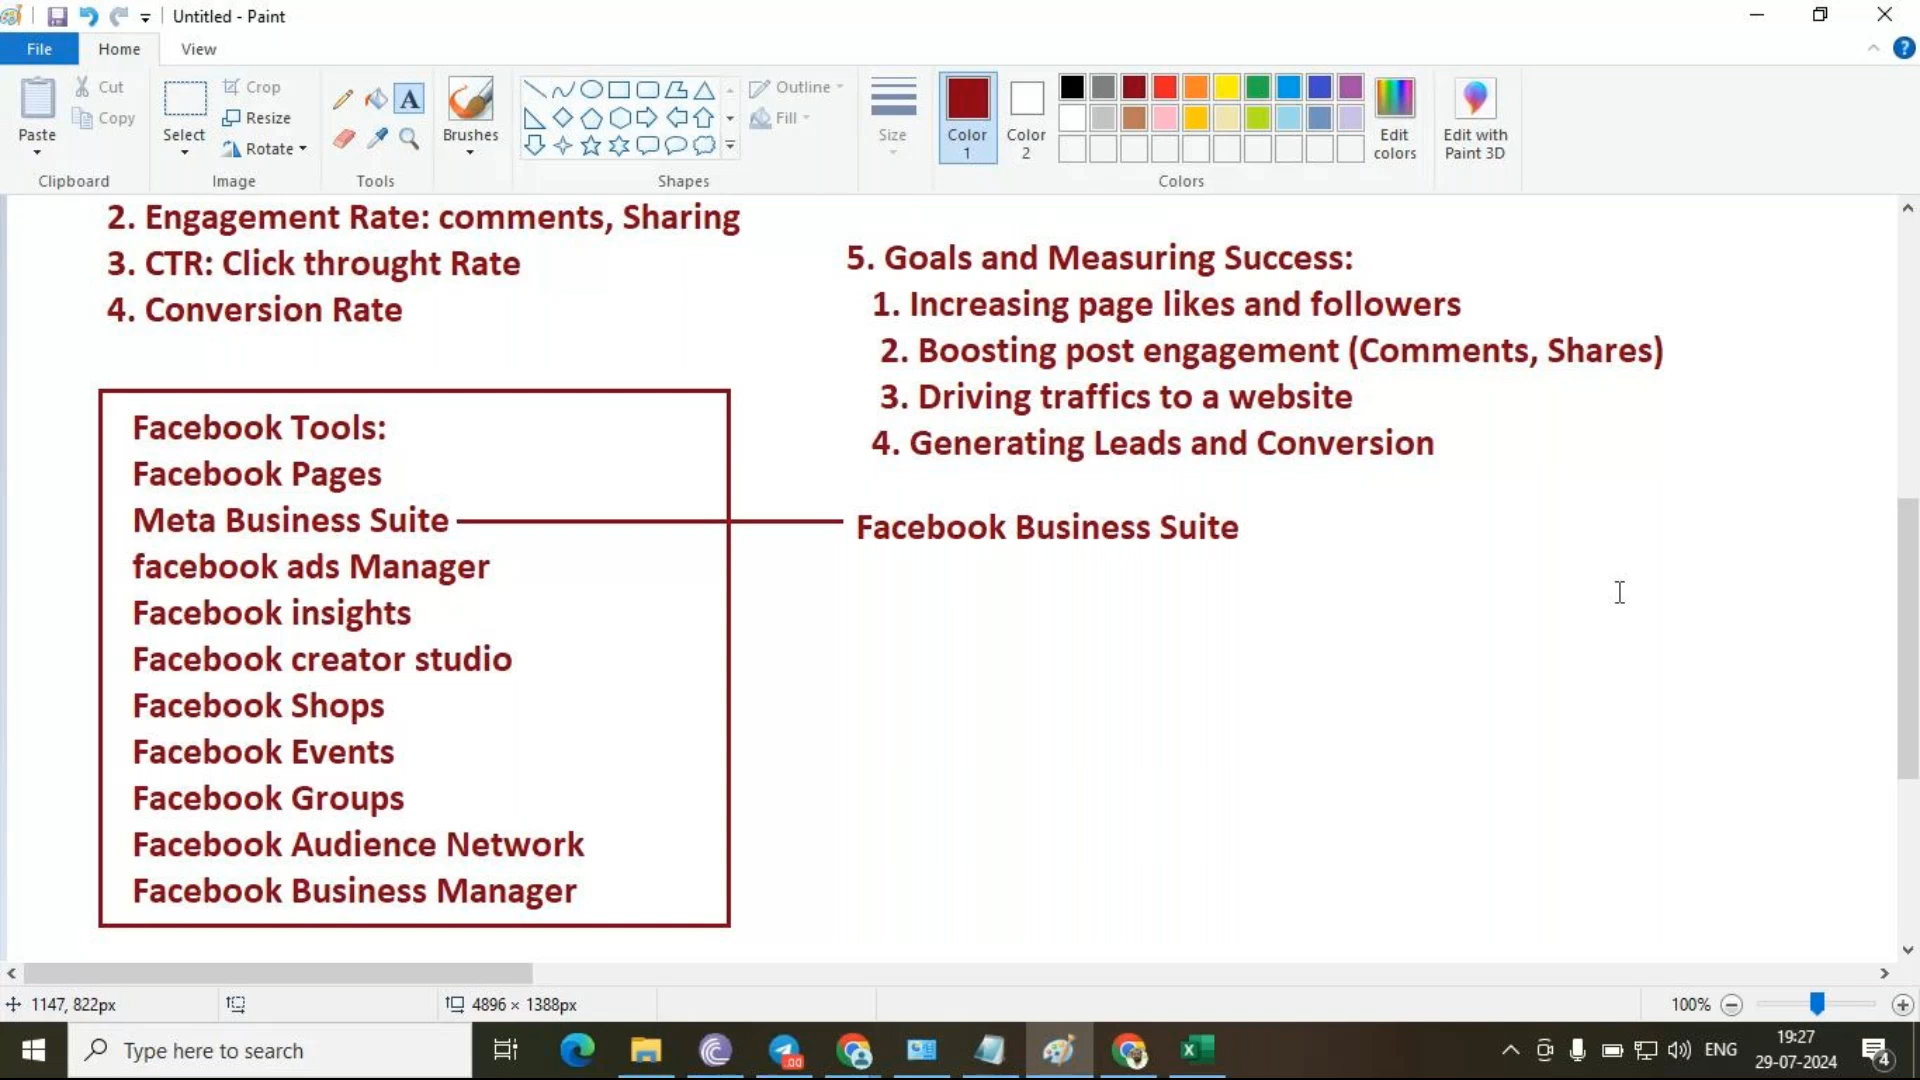 Untitled - Paint
File Home View
Paste
Cut
Copy
Clipboard
Select
Crop
Resize
Rotate
Image
A
Tools
Brushes
Shapes
Outline
Fill
Size
Color 1
Color 2
Edit colors
Edit with Paint 3D
Colors
2. Engagement Rate: comments, Sharing
3. CTR: Click throught Rate
4. Conversion Rate
5. Goals and Measuring Success:
1. Increasing page likes and followers
2. Boosting post engagement (Comments, Shares)
3. Driving traffics to a website
4. Generating Leads and Conversion
Facebook Tools:
Facebook Pages
Meta Business Suite
facebook ads Manager
Facebook insights
Facebook creator studio
Facebook Shops
Facebook Events
Facebook Groups
Facebook Audience Network
Facebook Business Manager
Facebook Business Suite
1147, 822px
4896 × 1388px
100%
Type here to search
ENG
19:27
29-07-2024
4